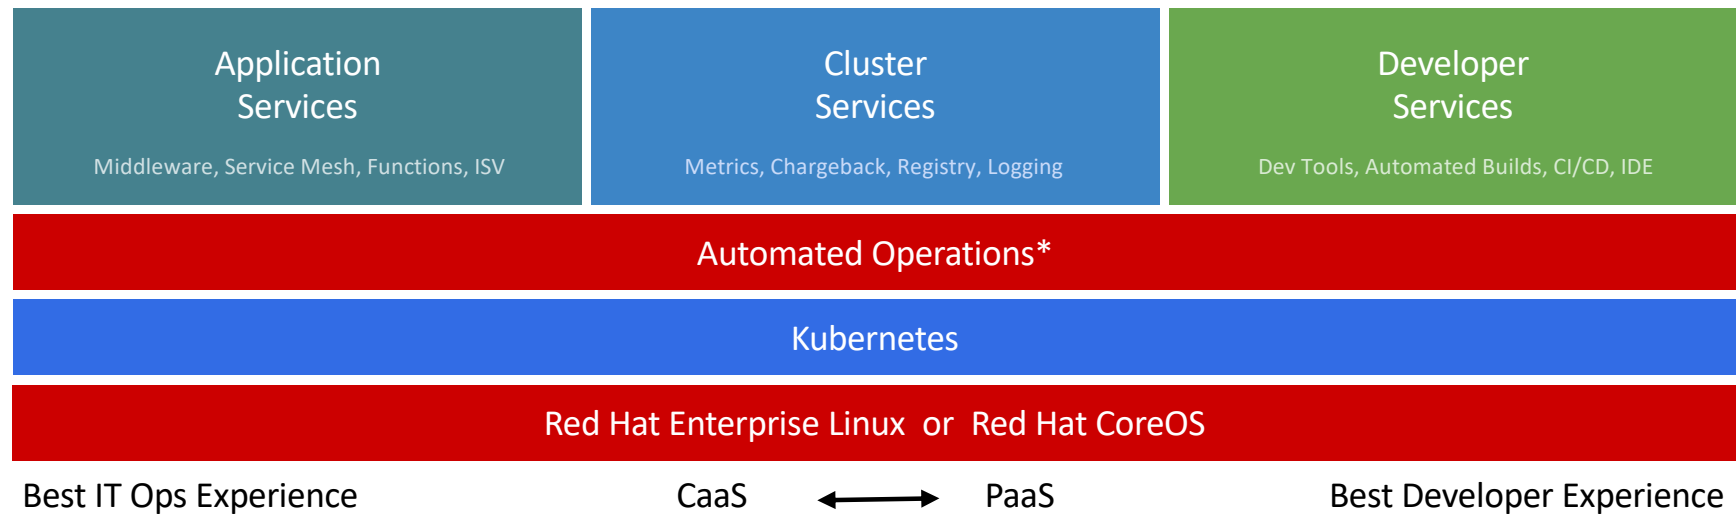 Application
Services
Middleware, Service Mesh, Functions, ISV
Cluster
Services
Metrics, Chargeback, Registry, Logging
Developer
Services
Dev Tools, Automated Builds, CI/CD, IDE
Automated Operations*
Kubernetes
Red Hat Enterprise Linux or Red Hat CoreOS
Best IT Ops Experience
CaaS
PaaS
Best Developer Experience